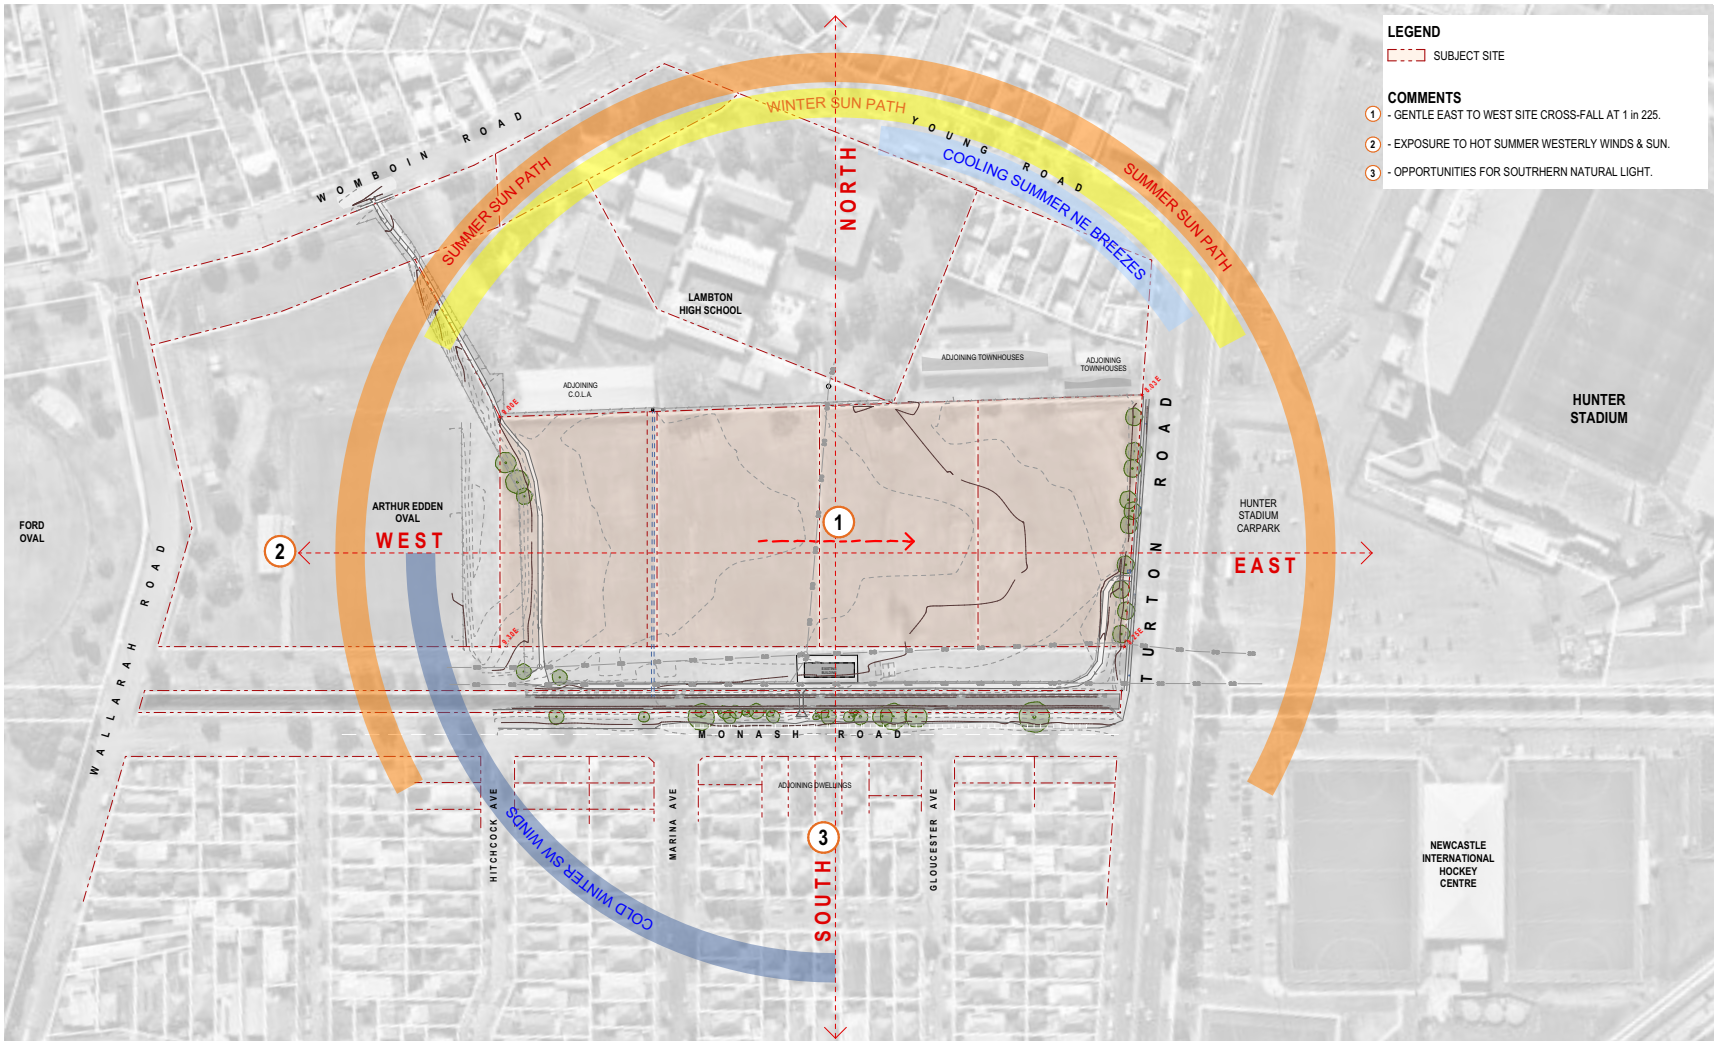 LEGEND
SUBJECT SITE
COMMENTS
1 - GENTLE EAST TO WEST SITE CROSS-FALL AT 1 in 225.
2 - EXPOSURE TO HOT SUMMER WESTERLY WINDS & SUN.
3 - OPPORTUNITIES FOR SOUTRHERN NATURAL LIGHT.
WINTER SUN PATH
WOMBOIN ROAD
YOUNG ROAD
COOLING SUMMER NE BREEZES
NORTH
SUMMER SUN PATH
SUMMER SUN PATH
LAMBTON
HIGH SCHOOL
ADJOINING TOWNHOUSES
ADJOINING
TOWNHOUSES
ADJOINING
C.O.L.A.
HUNTER
STADIUM
TURTON ROAD
ARTHUR EDDEN
OVAL
HUNTER
STADIUM
CARPARK
FORD
OVAL
1
WEST
2
EAST
WALLARAH ROAD
MONASH ROAD
ADJOINING DWELLINGS
HITCHCOCK AVE
MARINA AVE
GLOUCESTER AVE
3
SOUTH
COLD WINTER SW WINDS
NEWCASTLE
INTERNATIONAL
HOCKEY
CENTRE